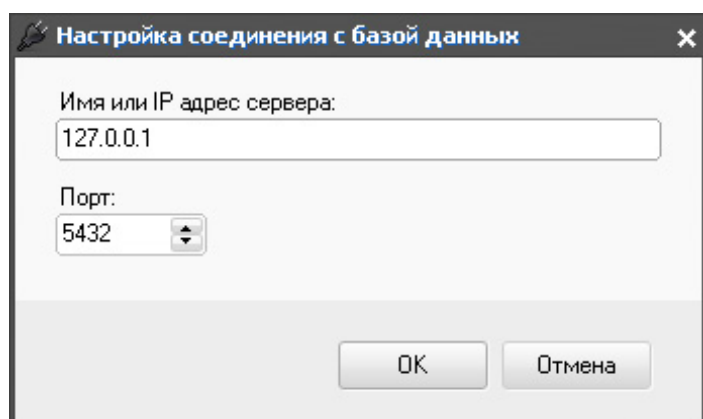 Настройка соединения с базой данных
Имя или IP адрес сервера:
127.0.0.1
Порт:
5432
OK Отмена